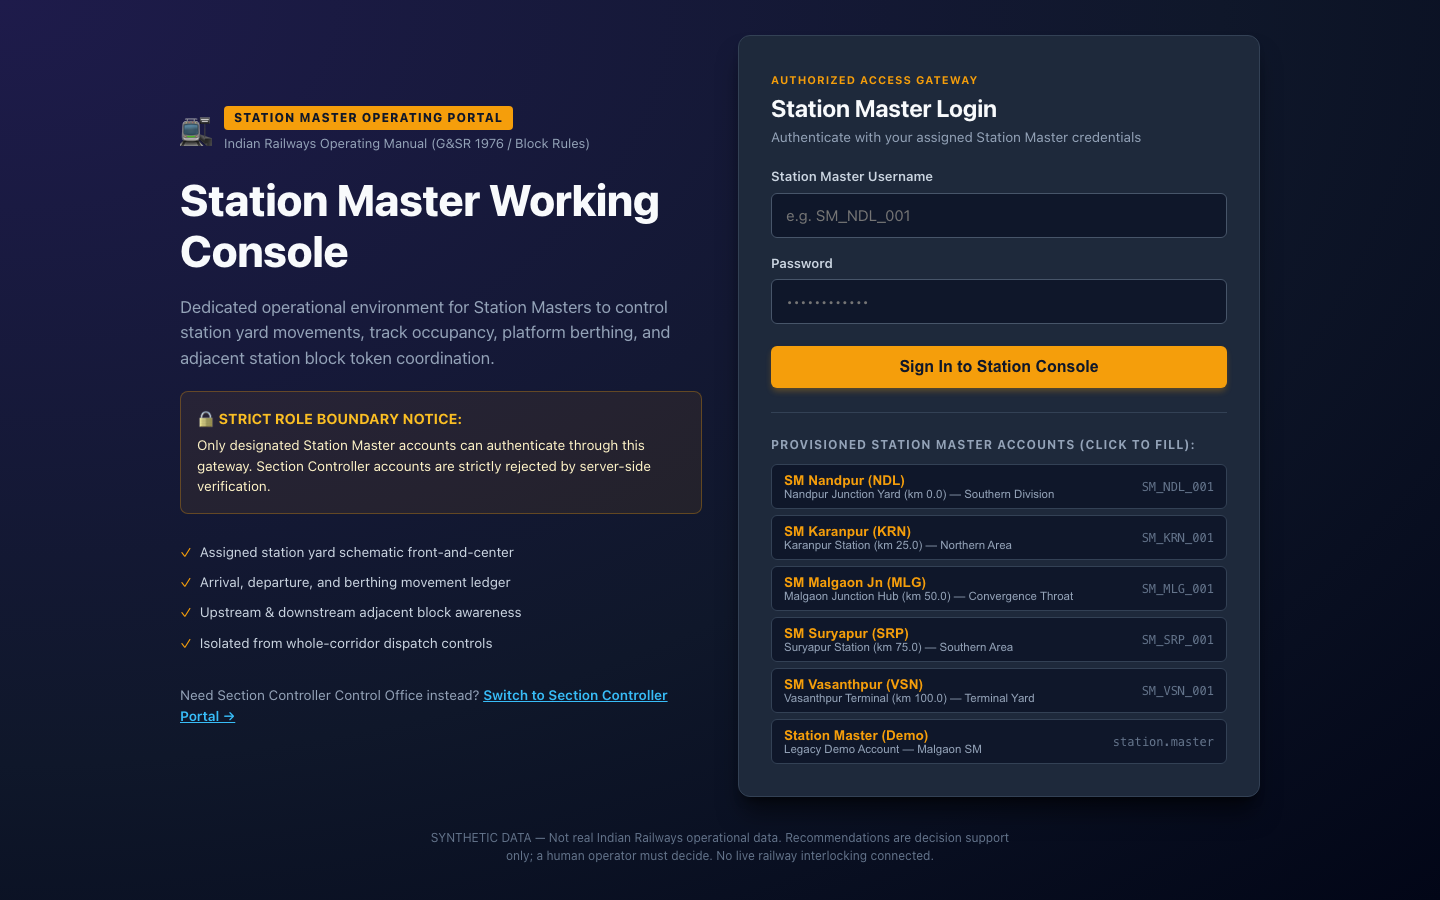 STATION MASTER OPERATING PORTAL
Indian Railways Operating Manual (G&SR 1976 / Block Rules)
Station Master Working
Console
Dedicated operational environment for Station Masters to control
station yard movements, track occupancy, platform berthing, and
adjacent station block token coordination.
🔒 STRICT ROLE BOUNDARY NOTICE:
Only designated Station Master accounts can authenticate through this
gateway. Section Controller accounts are strictly rejected by server-side
verification.
✓ Assigned station yard schematic front-and-center
✓ Arrival, departure, and berthing movement ledger
✓ Upstream & downstream adjacent block awareness
✓ Isolated from whole-corridor dispatch controls
Need Section Controller Control Office instead? Switch to Section Controller
Portal →
AUTHORIZED ACCESS GATEWAY
Station Master Login
Authenticate with your assigned Station Master credentials
Station Master Username
e.g. SM_NDL_001
Password
••••••••••••
Sign In to Station Console
PROVISIONED STATION MASTER ACCOUNTS (CLICK TO FILL):
SM Nandpur (NDL)
Nandpur Junction Yard (km 0.0) — Southern Division
SM_NDL_001
SM Karanpur (KRN)
Karanpur Station (km 25.0) — Northern Area
SM_KRN_001
SM Malgaon Jn (MLG)
Malgaon Junction Hub (km 50.0) — Convergence Throat
SM_MLG_001
SM Suryapur (SRP)
Suryapur Station (km 75.0) — Southern Area
SM_SRP_001
SM Vasanthpur (VSN)
Vasanthpur Terminal (km 100.0) — Terminal Yard
SM_VSN_001
Station Master (Demo)
Legacy Demo Account — Malgaon SM
station.master
SYNTHETIC DATA — Not real Indian Railways operational data. Recommendations are decision support
only; a human operator must decide. No live railway interlocking connected.